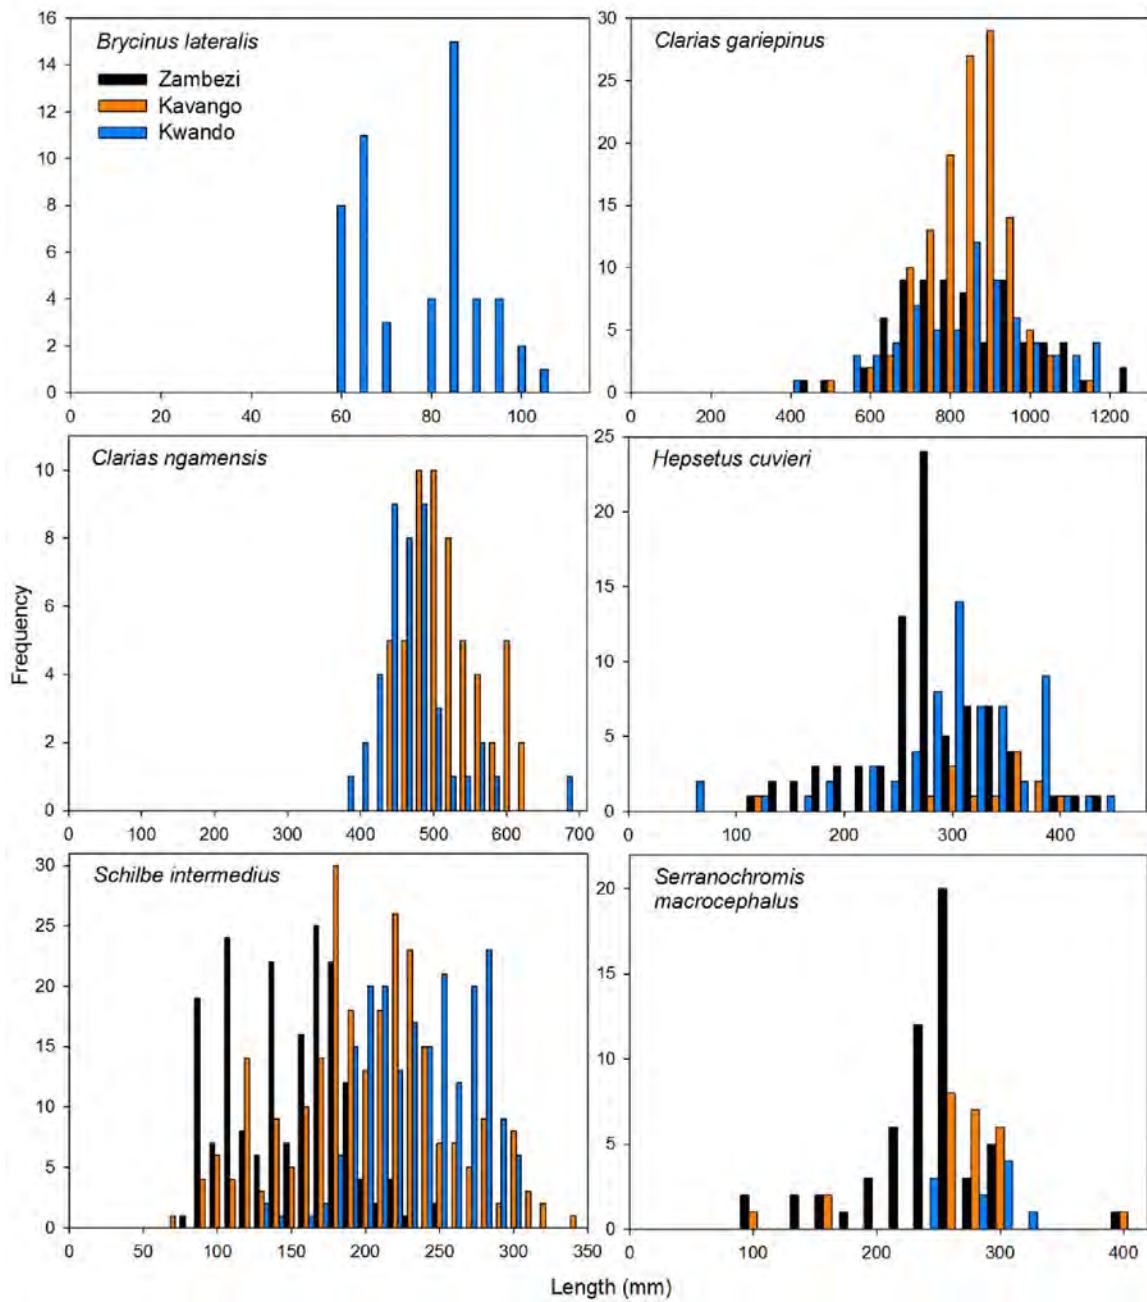 Brycinus lateralis
Zambezi
Kavango
Kwando
16
14
12
10
8
6
4
2
0
0 20 40 60 80 100
Clarias gariepinus
30
25
20
15
10
5
0
0 200 400 600 800 1000 1200
Clarias ngamensis
10
8
6
4
2
0
0 100 200 300 400 500 600 700
Hepsetus cuvieri
25
20
15
10
5
0
0 100 200 300 400
Frequency
Schilbe intermedius
30
25
20
15
10
5
0
0 50 100 150 200 250 300 350
Serranochromis
macrocephalus
20
15
10
5
0
0 100 200 300 400
Length (mm)